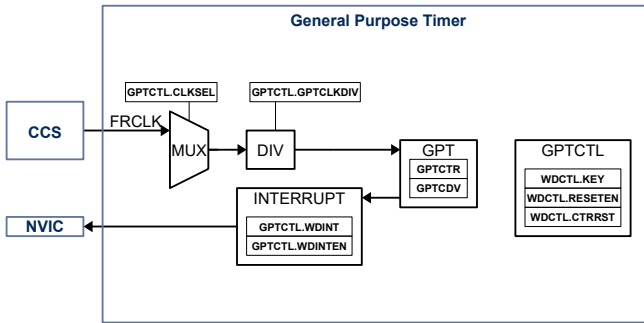 General Purpose Timer
GPTCTL.CLKSEL
GPTCTL.GPTCLKDIV
CCS
FRCLK
MUX
DIV
GPT
GPTCTR
GPTCDV
GPTCTL
WDCTL.KEY
WDCTL.RESETEN
WDCTL.CTRRST
INTERRUPT
GPTCTL.WDINT
GPTCTL.WDINTEN
NVIC